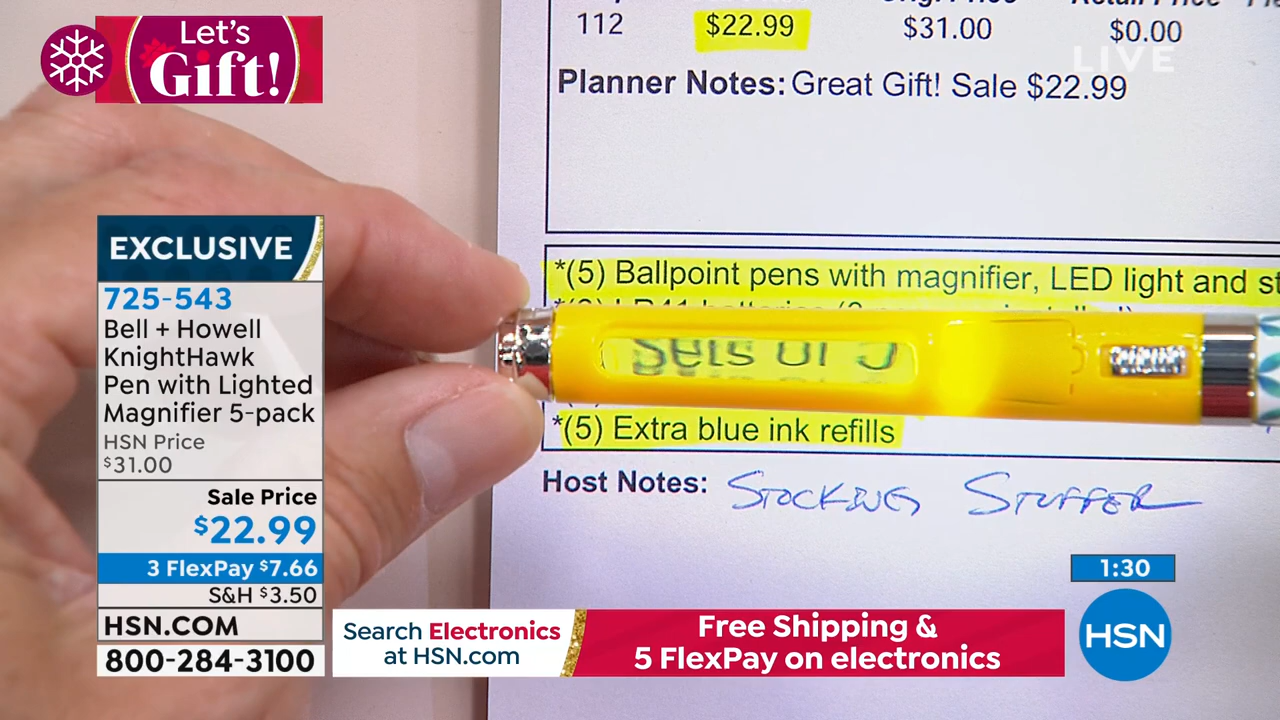 Let's
Gift!
112 $22.99 $31.00 $0.00
LIVE
Planner Notes: Great Gift! Sale $22.99
*(5) Ballpoint pens with magnifier, LED light and st
Sets of 5
*(5) Extra blue ink refills
Host Notes: STOCKING STUFFER
EXCLUSIVE
725-543
Bell + Howell
KnightHawk
Pen with Lighted
Magnifier 5-pack
HSN Price
$31.00
Sale Price
$22.99
3 FlexPay $7.66
S&H $3.50
HSN.COM
800-284-3100
Search Electronics
at HSN.com
Free Shipping &
5 FlexPay on electronics
1:30
HSN